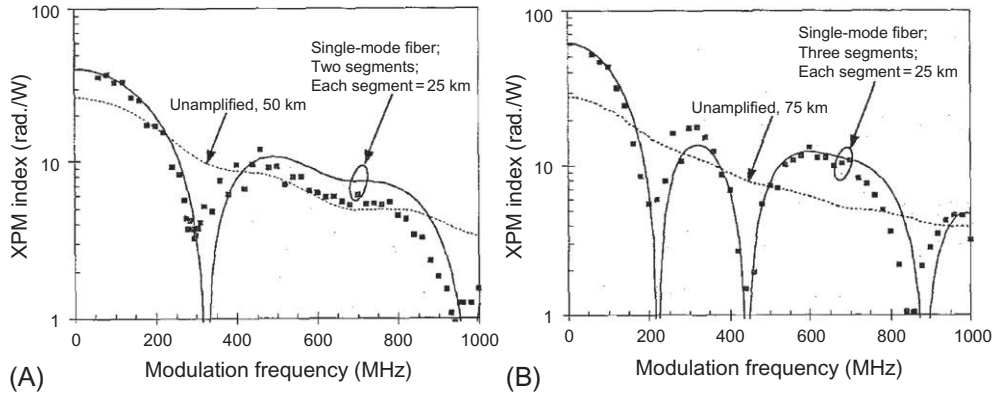 100
10
1
XPM index (rad./W)
Single-mode fiber;
Two segments;
Each segment = 25 km
Unamplified, 50 km
0 200 400 600 800 1000
(A)
Modulation frequency (MHz)
100
10
1
XPM index (rad./W)
Single-mode fiber;
Three segments;
Each segment = 25 km
Unamplified, 75 km
0 200 400 600 800 1000
(B)
Modulation frequency (MHz)